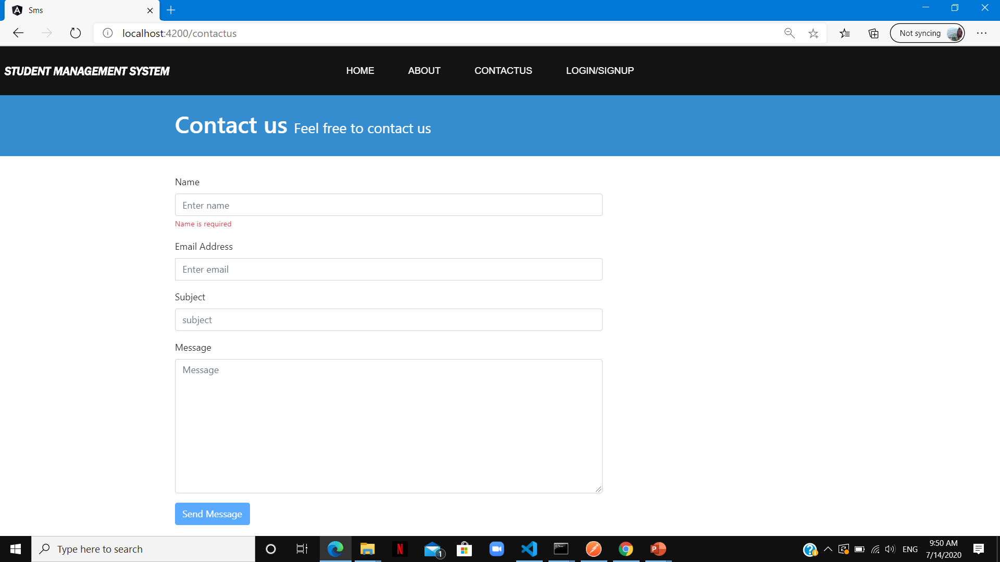 Sms
localhost:4200/contactus
Not syncing
STUDENT MANAGEMENT SYSTEM
HOME ABOUT CONTACTUS LOGIN/SIGNUP
Contact us Feel free to contact us
Name
Enter name
Name is required
Email Address
Enter email
Subject
subject
Message
Message
Send Message
Type here to search
N
1
P
ENG
9:50 AM
7/14/2020